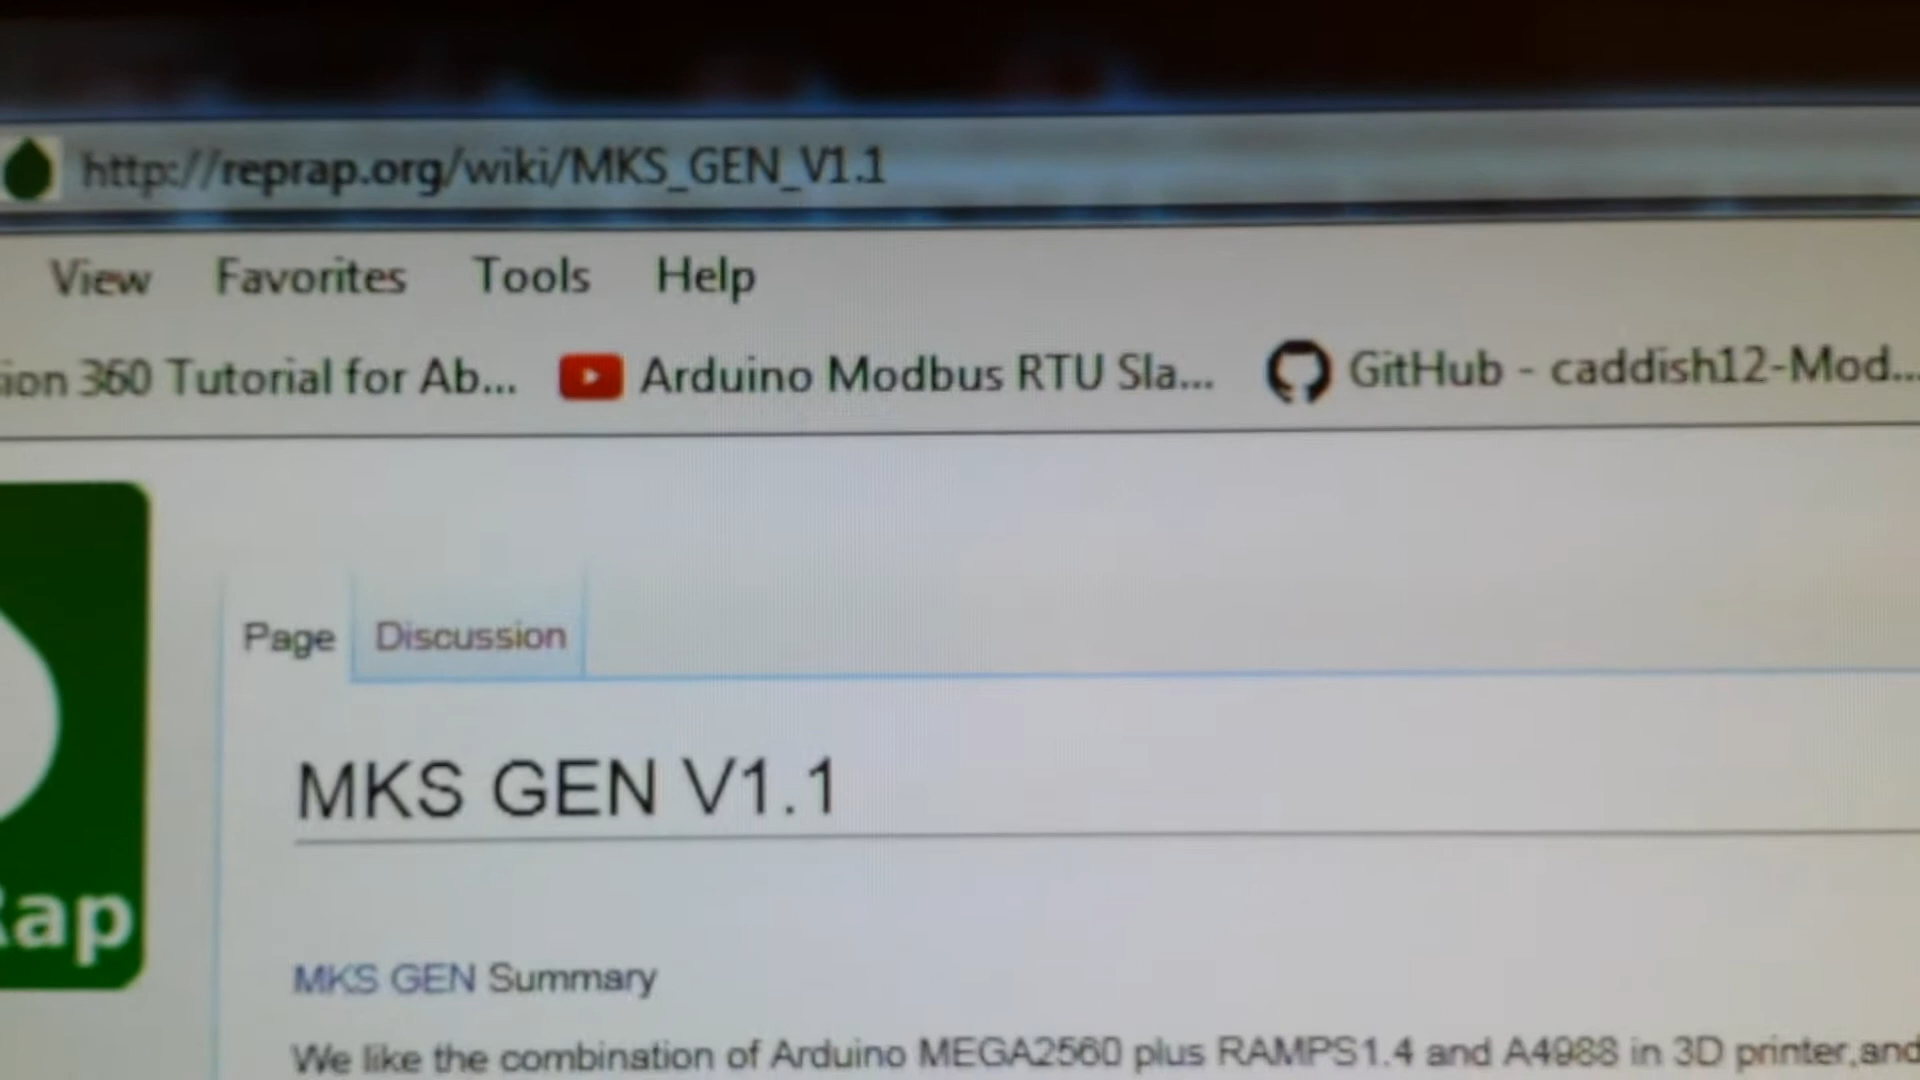 http://reprap.org/wiki/MKS_GEN_V1.1
View Favorites Tools Help
ion 360 Tutorial for Ab... Arduino Modbus RTU Sla... GitHub - caddish12-Mod...
Page Discussion
MKS GEN V1.1
Rap
MKS GEN Summary
We like the combination of Arduino MEGA2560 plus RAMPS1.4 and A4988 in 3D printer,and